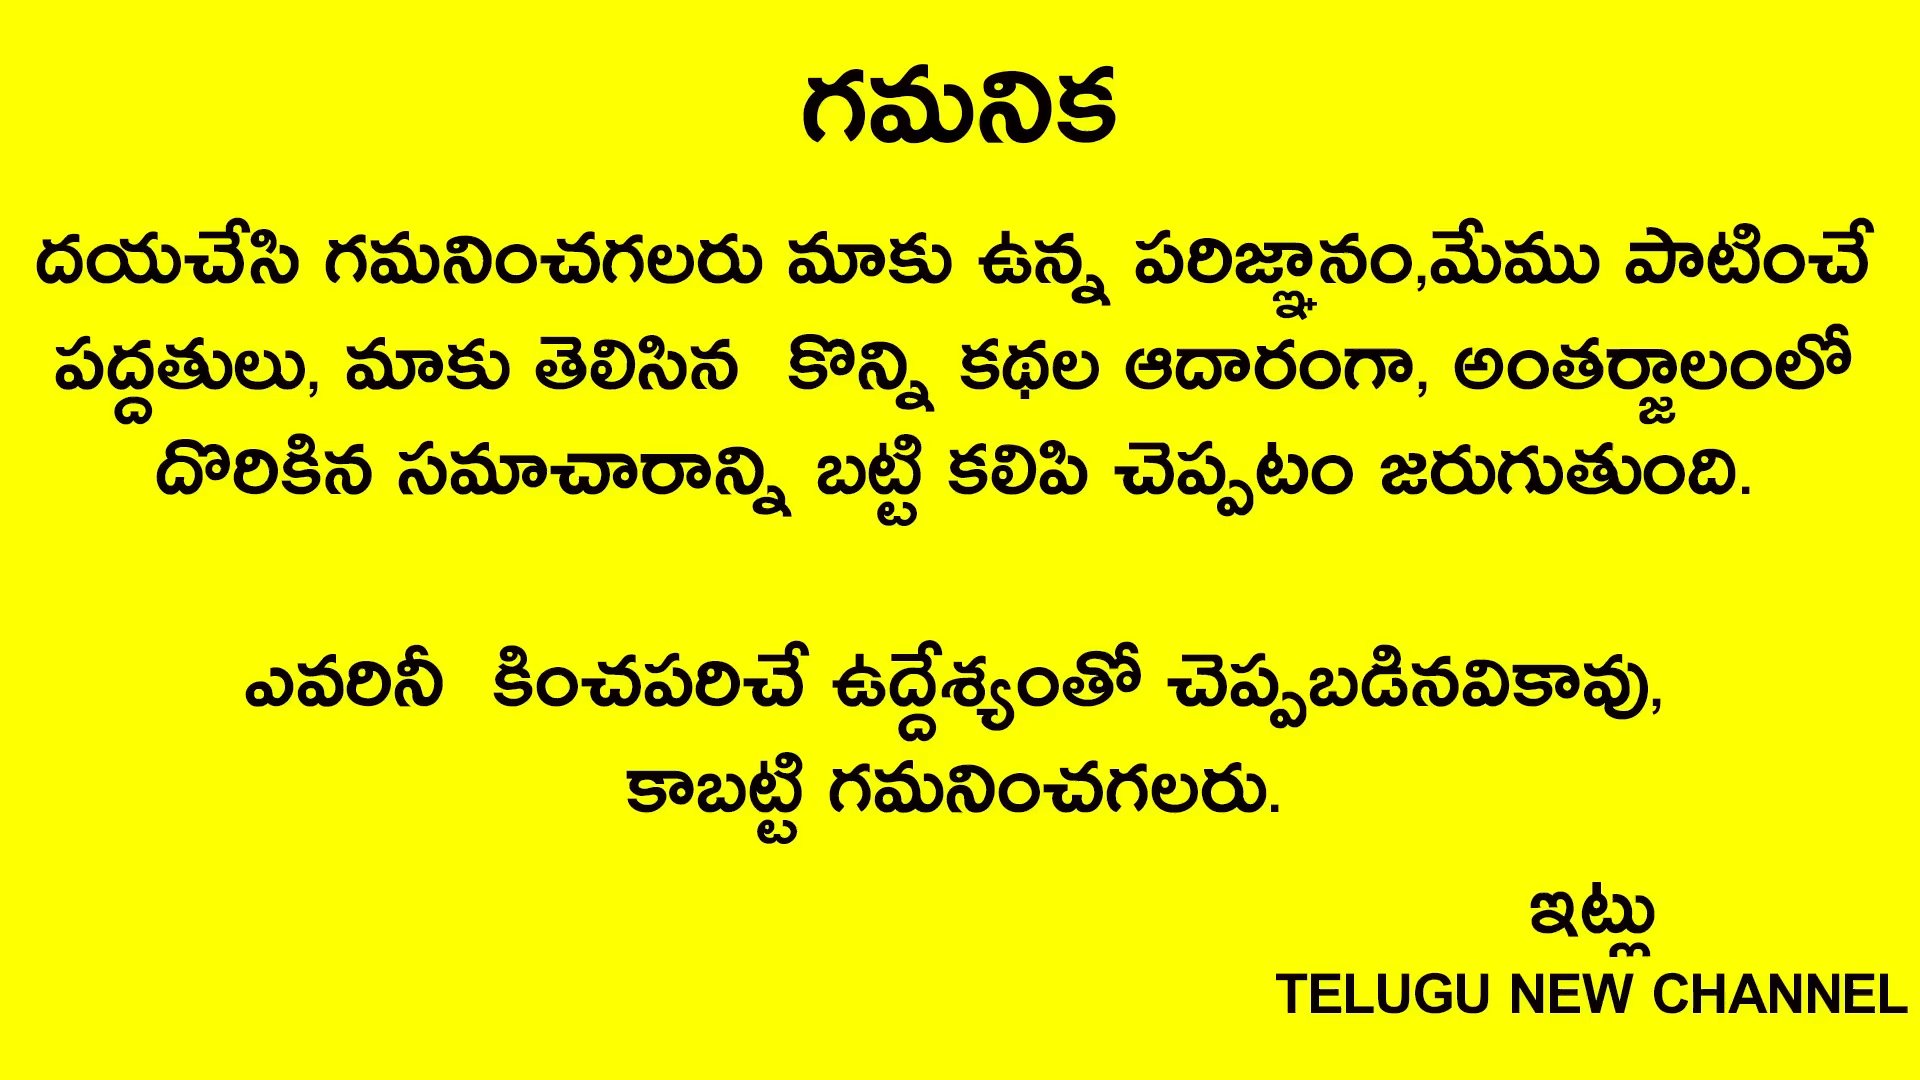 గమనిక
దయచేసి గమనించగలరు మాకు ఉన్న పరిజ్ఞానం,మేము పాటించే
పద్దతులు, మాకు తెలిసిన కొన్ని కథల ఆదారంగా, అంతర్జాలంలో
దొరికిన సమాచారాన్ని బట్టి కలిపి చెప్పటం జరుగుతుంది.
ఎవరినీ కించపరిచే ఉద్దేశ్యంతో చెప్పబడినవికావు,
కాబట్టి గమనించగలరు.
ఇట్లు
TELUGU NEW CHANNEL